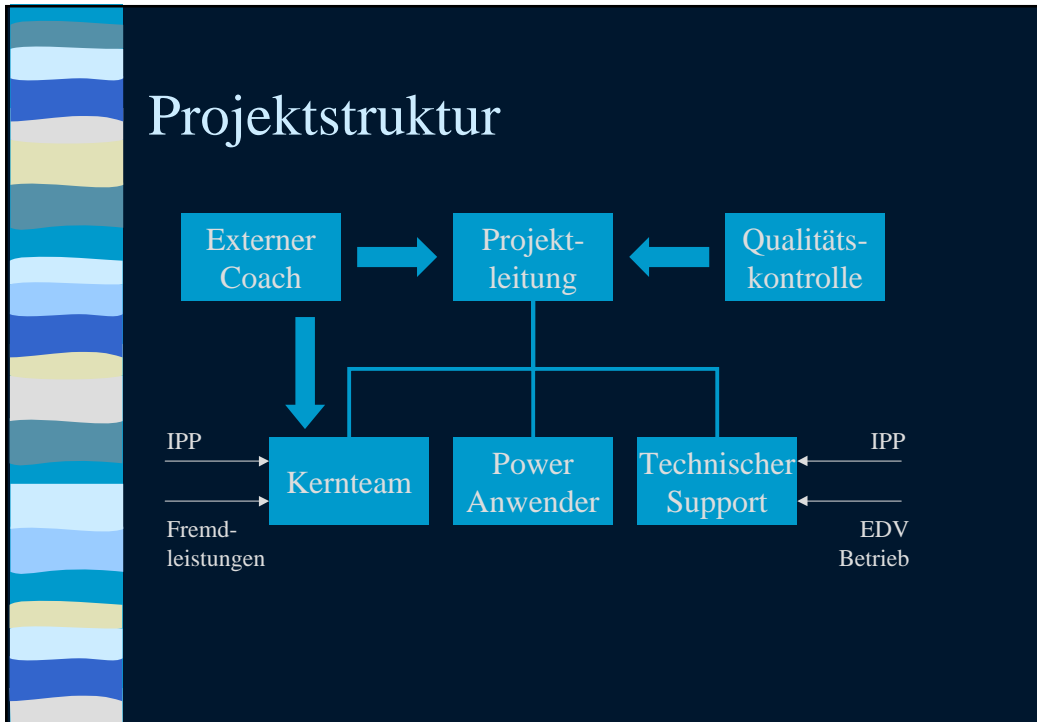 Projektstruktur
Externer
Coach
Projekt-
leitung
Qualitäts-
kontrolle
IPP
Fremd-
leistungen
Kernteam
Power
Anwender
Technischer
Support
IPP
EDV
Betrieb